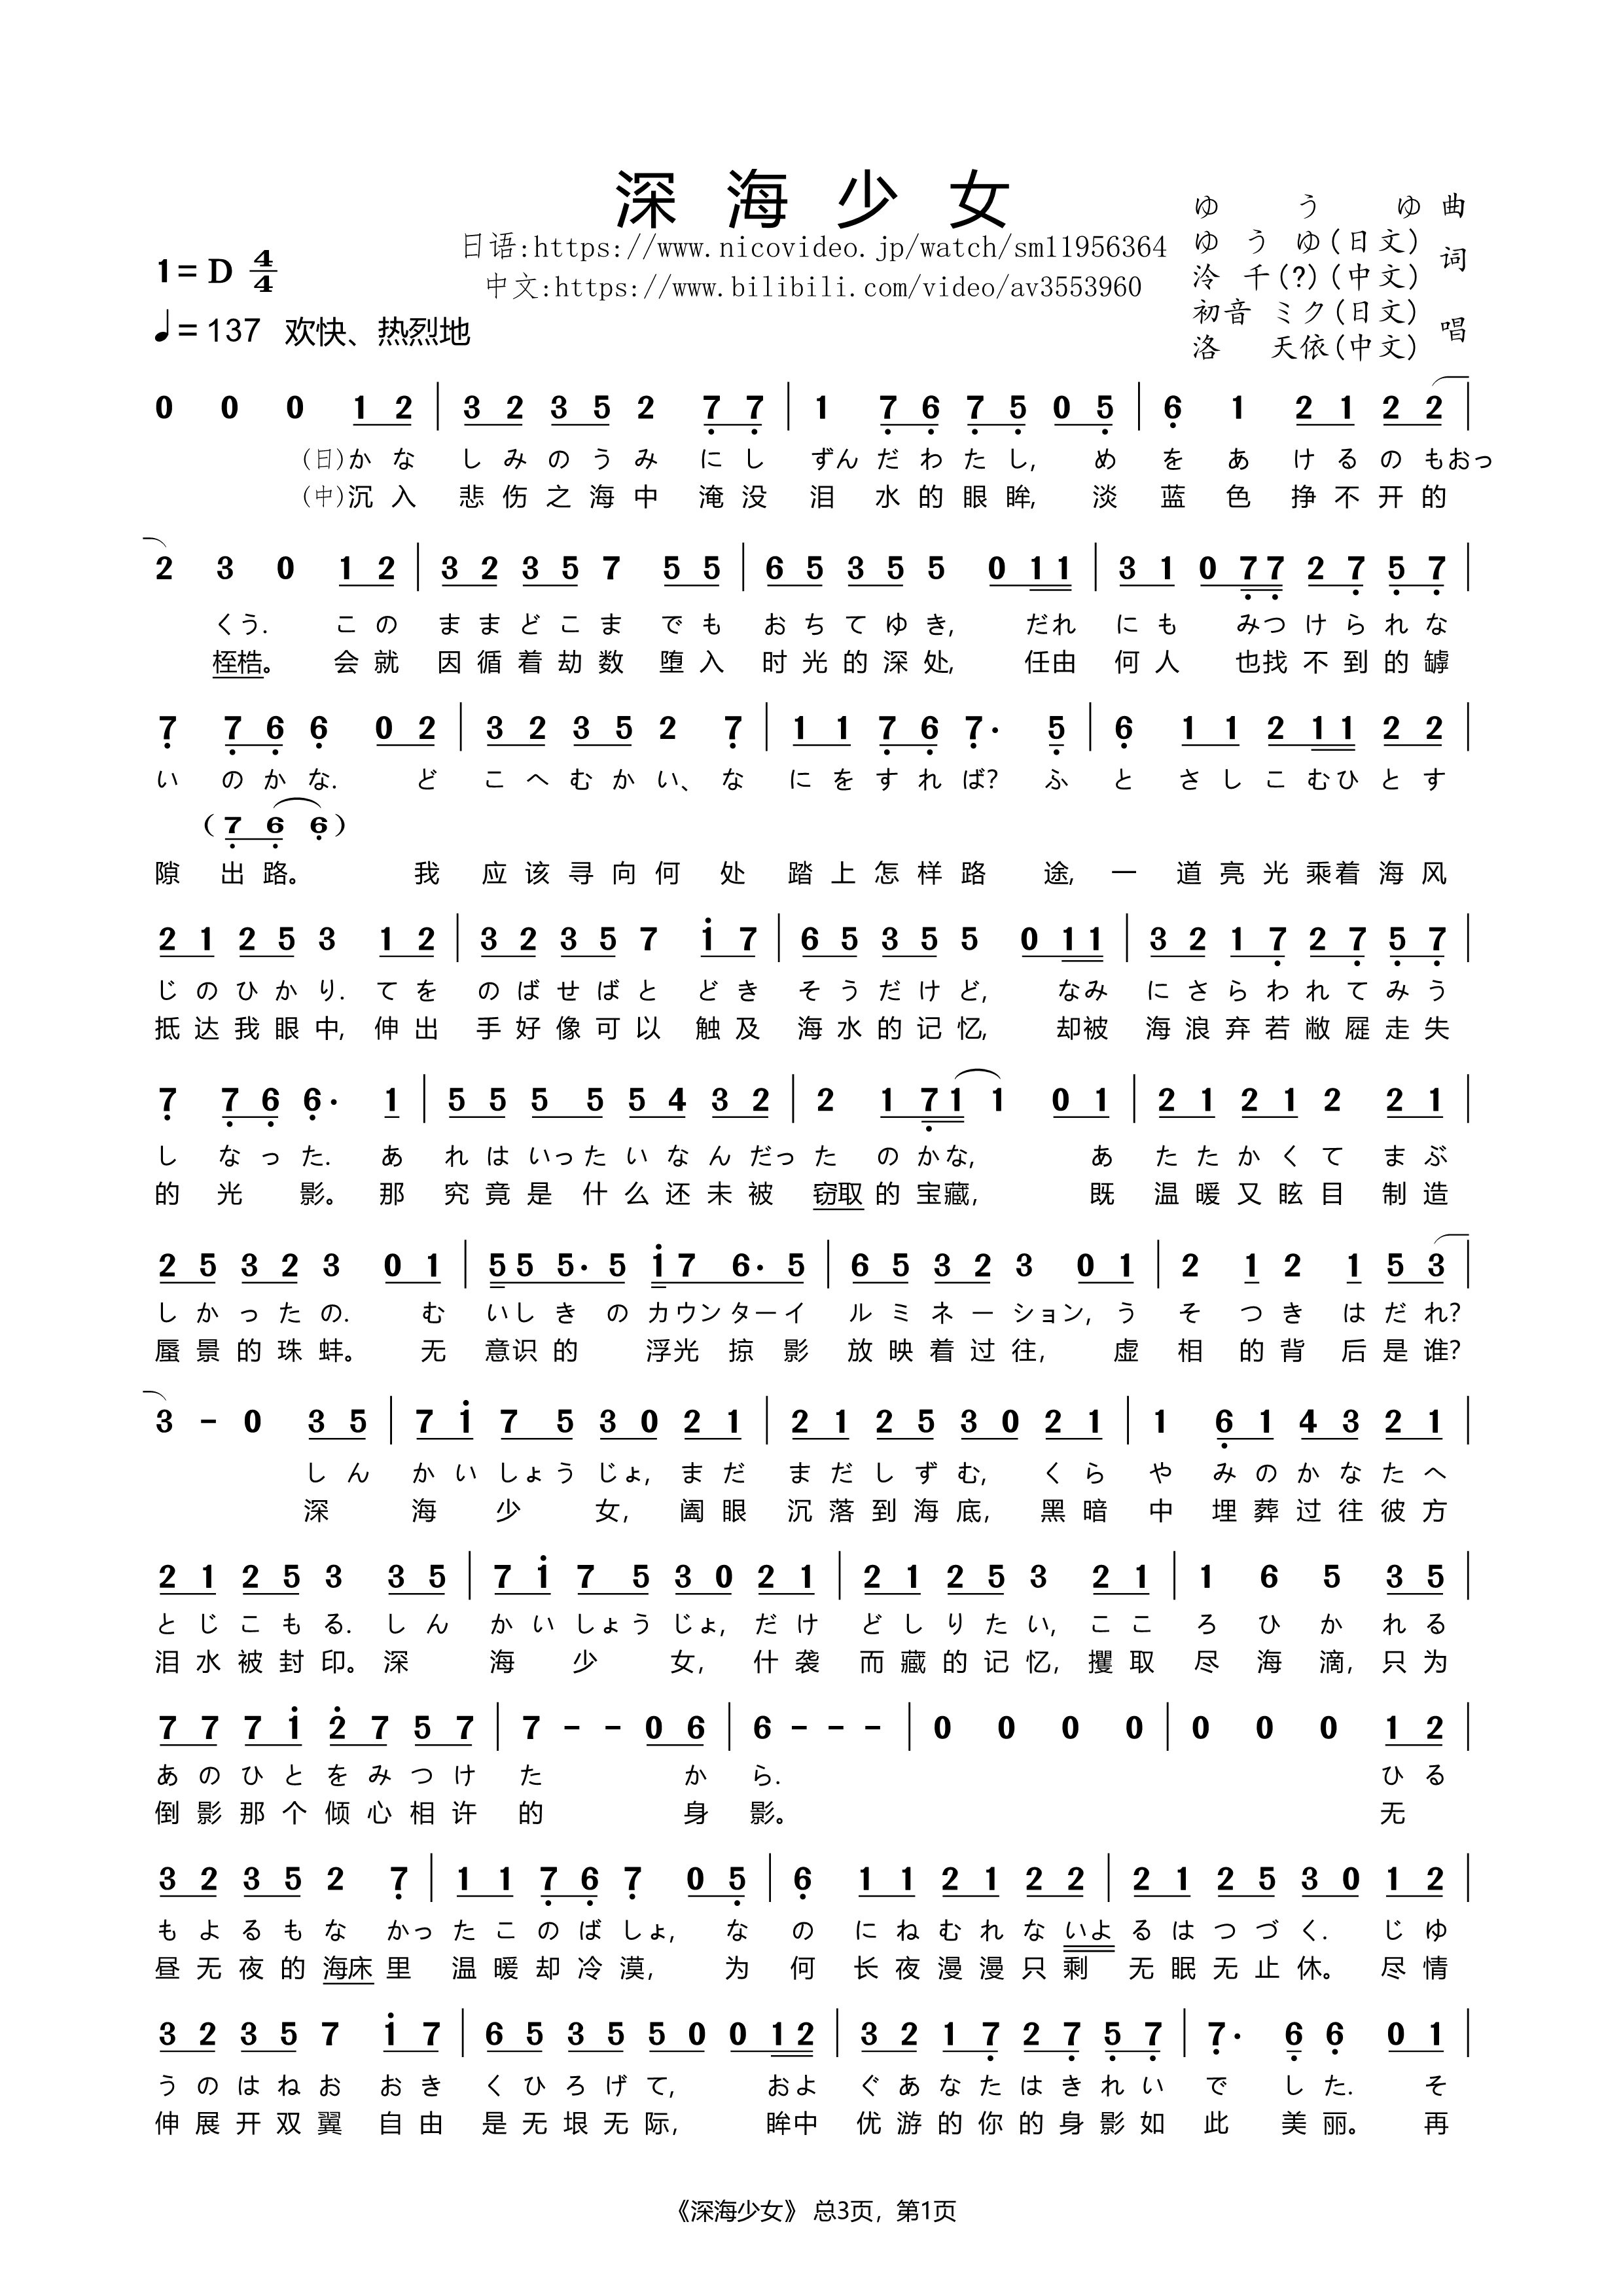 深海少女
日语:https://www.nicovideo.jp/watch/sm11956364
中文:https://www.bilibili.com/video/av3553960
ゆうゆ 曲
ゆうゆ(日文) 词
泠千(?)(中文)
初音ミク(日文) 唱
洛天依(中文)
1=D 4/4
♩=137 欢快、热烈地
0 0 0 1 2 | 3 2 3 5 2 7 7 | 1 7 6 7 5 0 5 | 6 1 2 1 2 2 |
(日)か な し み の う み に し ずん だ わ た し, め を あ け る の もおっ
(中)沉 入 悲 伤 之 海 中 淹 没 泪 水 的 眼 眸, 淡 蓝 色 挣 不 开 的
2 3 0 1 2 | 3 2 3 5 7 5 5 | 6 5 3 5 5 0 1 1 | 3 1 0 7 7 2 7 5 7 |
くう. こ の ま ま ど こ ま で も お ち て ゆ き, だれ に も みつ け ら れ な
桎梏。 会 就 因 循 着 劫 数 堕 入 时 光 的 深 处, 任由 何 人 也找 不 到 的 罅
7 7 6 6 0 2 | 3 2 3 5 2 7 | 1 1 7 6 7· 5 | 6 1 1 2 1 1 2 2 |
い の か な. ど こ へ む か い、 な に を す れ ば? ふ と さ し こ むひ と す
(7 6 6)
隙 出 路。 我 应 该 寻 向 何 处 踏 上 怎 样 路 途, 一 道 亮 光 乘着 海 风
2 1 2 5 3 1 2 | 3 2 3 5 7 1 7 | 6 5 3 5 5 0 1 1 | 3 2 1 7 2 7 5 7 |
じ の ひ か り. て を の ば せ ば と ど き そ う だ け ど, なみ に さ ら わ れ て み う
抵 达 我 眼 中, 伸 出 手 好 像 可 以 触 及 海 水 的 记 忆, 却被 海 浪 弃 若 敝 屣 走 失
7 7 6 6· 1 | 5 5 5 5 5 4 3 2 | 2 1 7 1 1 0 1 | 2 1 2 1 2 2 1 |
し な っ た. あ れ は いっ た い な ん だっ た の かな, あ た た か く て ま ぶ
的 光 影。 那 究 竟 是 什 么 还 未 被 窃取 的 宝藏, 既 温 暖 又 眩 目 制 造
2 5 3 2 3 0 1 | 5 5 5· 5 1 7 6· 5 | 6 5 3 2 3 0 1 | 2 1 2 1 5 3 |
し か っ た の. む いし き の カウ ン ター イ ル ミ ネ ー ション, う そ つ き は だ れ?
蜃 景 的 珠 蚌。 无 意识 的 浮光 掠 影 放 映 着 过 往, 虚 相 的 背 后 是 谁?
3 - 0 3 5 | 7 1 7 5 3 0 2 1 | 2 1 2 5 3 0 2 1 | 1 6 1 4 3 2 1 |
し ん か い しょ う じょ, ま だ ま だ し ず む, く ら や み の か な た へ
深 海 少 女, 阖 眼 沉 落 到 海 底, 黑 暗 中 埋 葬 过 往 彼 方
2 1 2 5 3 3 5 | 7 1 7 5 3 0 2 1 | 2 1 2 5 3 2 1 | 1 6 5 3 5 |
と じ こ も る. し ん か い しょ う じょ, だ け ど し り た い, こ こ ろ ひ か れ る
泪 水 被 封 印。 深 海 少 女, 什 袭 而 藏 的 记 忆, 攫 取 尽 海 滴, 只 为
7 7 7 1 2 7 5 7 | 7 - - 0 6 | 6 - - - | 0 0 0 0 | 0 0 0 1 2 |
あ の ひ と を み つ け た か ら. ひ る
倒 影 那 个 倾 心 相 许 的 身 影。 无
3 2 3 5 2 7 | 1 1 7 6 7 0 5 | 6 1 1 2 1 2 2 | 2 1 2 5 3 0 1 2 |
も よ る も な かっ た こ の ば しょ, な の に ね む れ な いよ る は つ づ く. じ ゆ
昼 无 夜 的 海床 里 温 暖 却 冷 漠, 为 何 长 夜 漫 漫 只 剩 无 眠 无 止 休。 尽 情
3 2 3 5 7 1 7 | 6 5 3 5 5 0 0 1 2 | 3 2 1 7 2 7 5 7 | 7· 6 6 0 1 |
う の は ね お お き く ひ ろ げ て, およ ぐ あ な た は き れ い で し た. そ
伸 展 开 双 翼 自 由 是 无 垠 无 际, 眸中 优 游 的 你 的 身 影 如 此 美 丽。 再
《深海少女》 总3页, 第1页